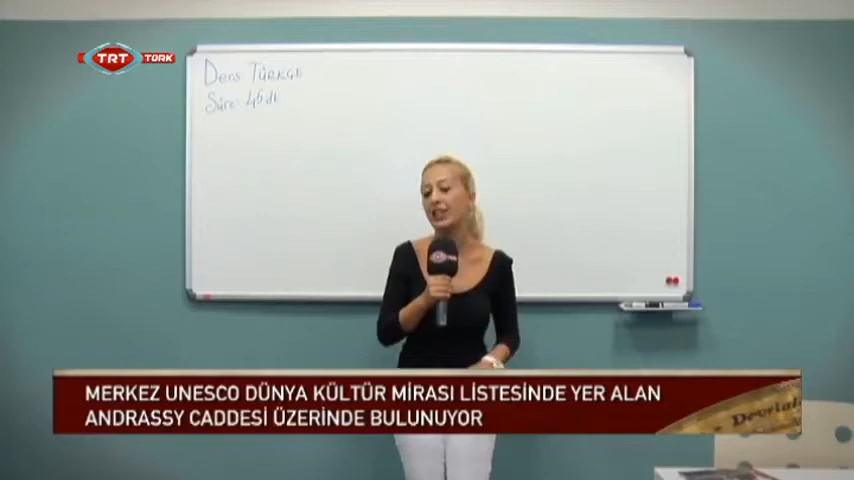 TRT TÜRK
Ders TÜRKÇE
Süre: 45 dk
MERKEZ UNESCO DÜNYA KÜLTÜR MİRASI LİSTESİNDE YER ALAN
ANDRASSY CADDESİ ÜZERİNDE BULUNUYOR